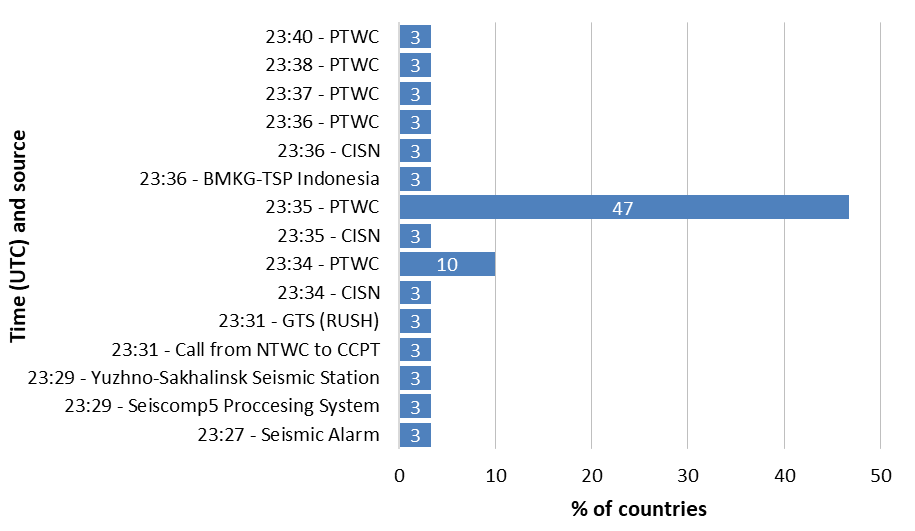 Time (UTC) and source
23:40 - PTWC 3
23:38 - PTWC 3
23:37 - PTWC 3
23:36 - PTWC 3
23:36 - CISN 3
23:36 - BMKG-TSP Indonesia 3
23:35 - PTWC 47
23:35 - CISN 3
23:34 - PTWC 10
23:34 - CISN 3
23:31 - GTS (RUSH) 3
23:31 - Call from NTWC to CCPT 3
23:29 - Yuzhno-Sakhalinsk Seismic Station 3
23:29 - Seiscomp5 Proccesing System 3
23:27 - Seismic Alarm 3
0 10 20 30 40 50
% of countries